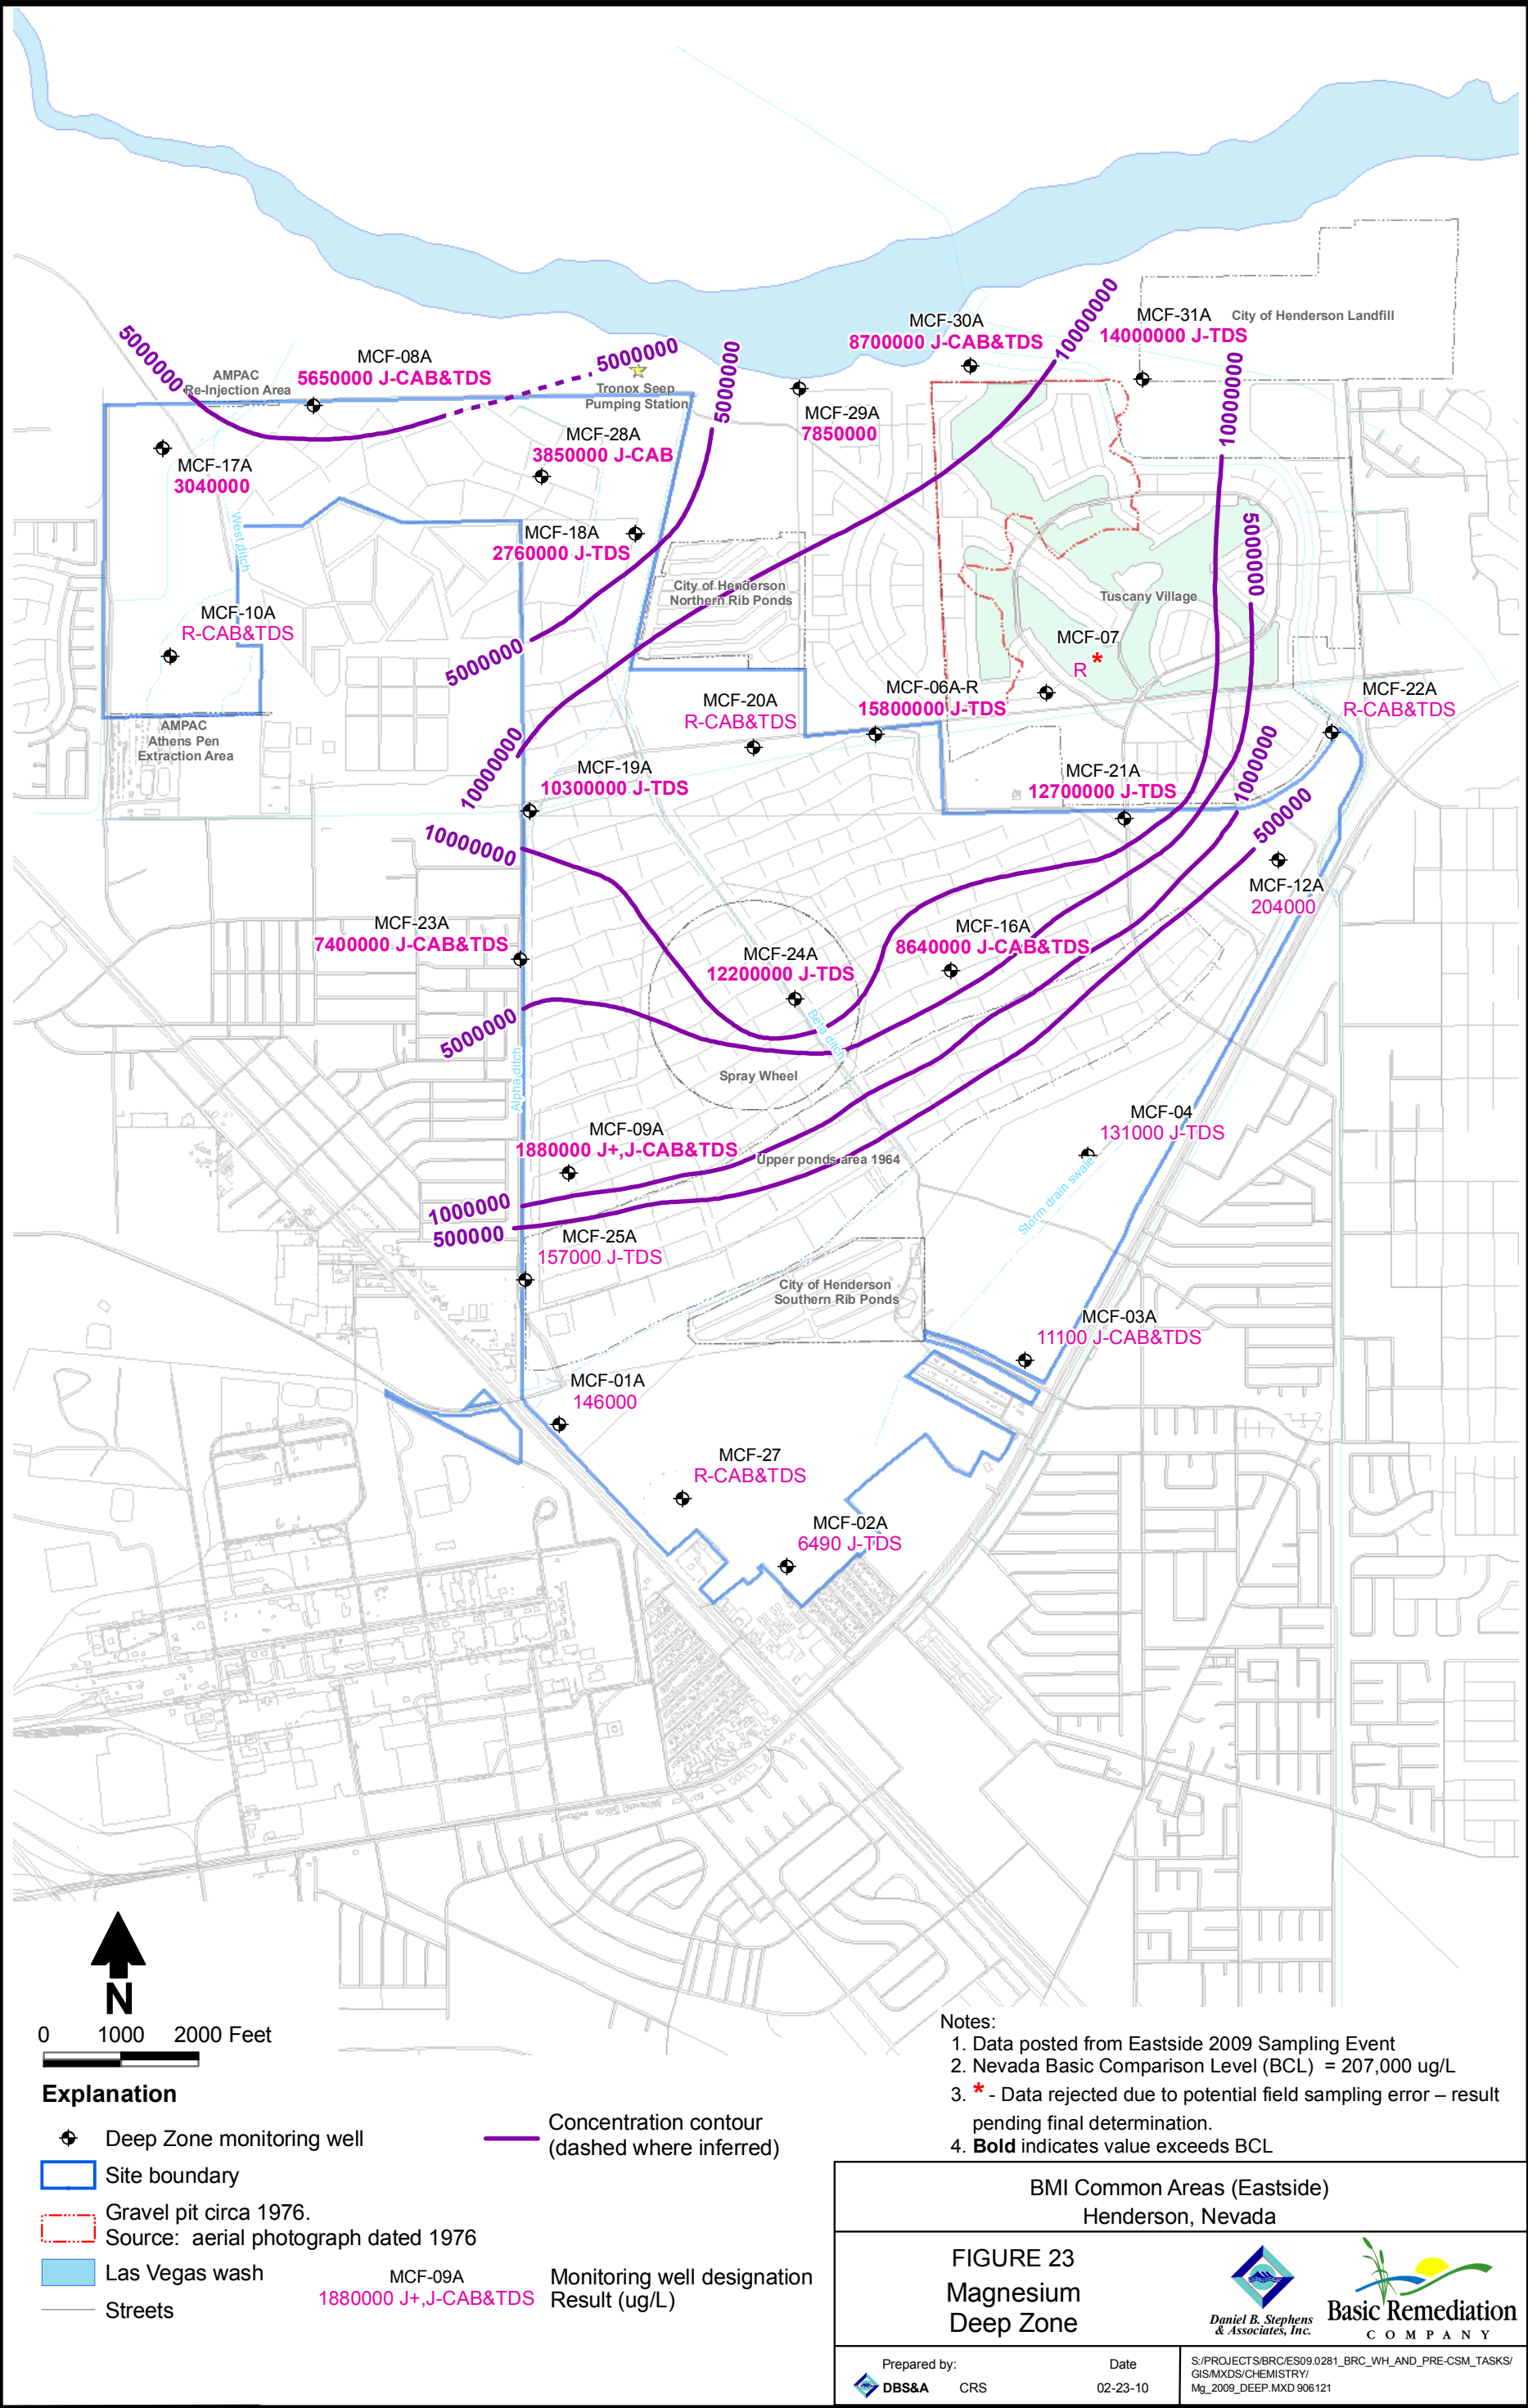 10000000
MCF-30A
8700000 J-CAB&TDS
MCF-31A
14000000 J-TDS
City of Henderson Landfill
5000000
MCF-08A
5650000 J-CAB&TDS
AMPAC
Re-Injection Area
5000000
Tronox Seep
Pumping Station
5000000
10000000
MCF-29A
7850000
MCF-28A
3850000 J-CAB
MCF-17A
3040000
West ditch
MCF-18A
2760000 J-TDS
5000000
City of Henderson
Northern Rib Ponds
Tuscany Village
MCF-10A
R-CAB&TDS
MCF-07
R *
5000000
MCF-20A
R-CAB&TDS
MCF-06A-R
15800000 J-TDS
MCF-22A
R-CAB&TDS
AMPAC
Athens Pen
Extraction Area
10000000
MCF-19A
10300000 J-TDS
MCF-21A
12700000 J-TDS
1000000
500000
10000000
MCF-12A
204000
MCF-23A
7400000 J-CAB&TDS
MCF-16A
8640000 J-CAB&TDS
MCF-24A
12200000 J-TDS
5000000
Beta ditch
Alpha ditch
Spray Wheel
MCF-04
131000 J-TDS
MCF-09A
1880000 J+,J-CAB&TDS
Upper ponds area 1964
Storm drain swale
1000000
500000
MCF-25A
157000 J-TDS
City of Henderson
Southern Rib Ponds
MCF-03A
11100 J-CAB&TDS
MCF-01A
146000
MCF-27
R-CAB&TDS
MCF-02A
6490 J-TDS
N
0 1000 2000 Feet
Explanation
Deep Zone monitoring well
Site boundary
Gravel pit circa 1976.
Source: aerial photograph dated 1976
Las Vegas wash
Streets
Concentration contour
(dashed where inferred)
MCF-09A
1880000 J+,J-CAB&TDS
Monitoring well designation
Result (ug/L)
Notes:
1. Data posted from Eastside 2009 Sampling Event
2. Nevada Basic Comparison Level (BCL) = 207,000 ug/L
3. * - Data rejected due to potential field sampling error – result
pending final determination.
4. Bold indicates value exceeds BCL
BMI Common Areas (Eastside)
Henderson, Nevada
FIGURE 23
Magnesium
Deep Zone
Daniel B. Stephens
& Associates, Inc.
Basic Remediation
COMPANY
Prepared by:
DBS&A CRS
Date
02-23-10
S:/PROJECTS/BRC/ES09.0281_BRC_WH_AND_PRE-CSM_TASKS/
GIS/MXDS/CHEMISTRY/
Mg_2009_DEEP.MXD 906121